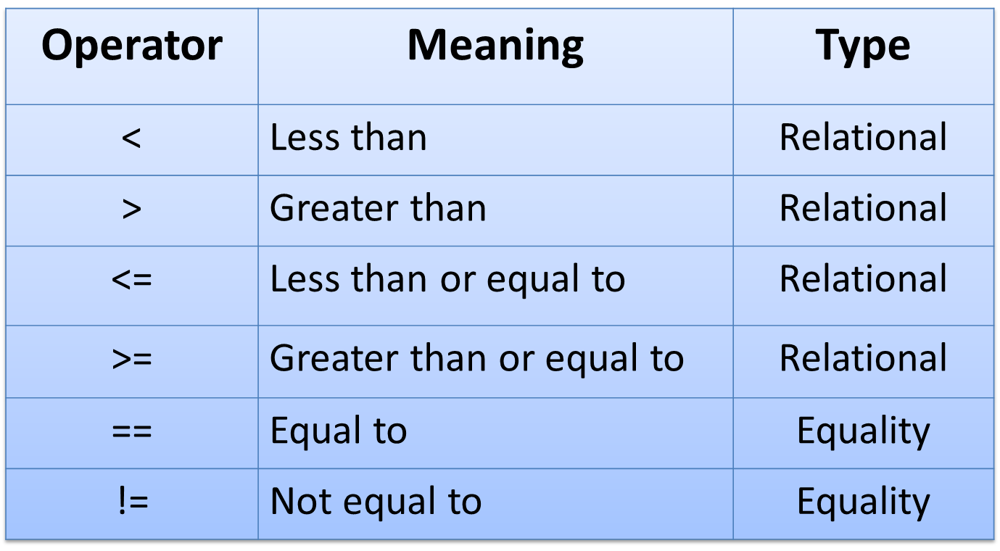 Operator Meaning Type
< Less than Relational
> Greater than Relational
<= Less than or equal to Relational
>= Greater than or equal to Relational
== Equal to Equality
!= Not equal to Equality